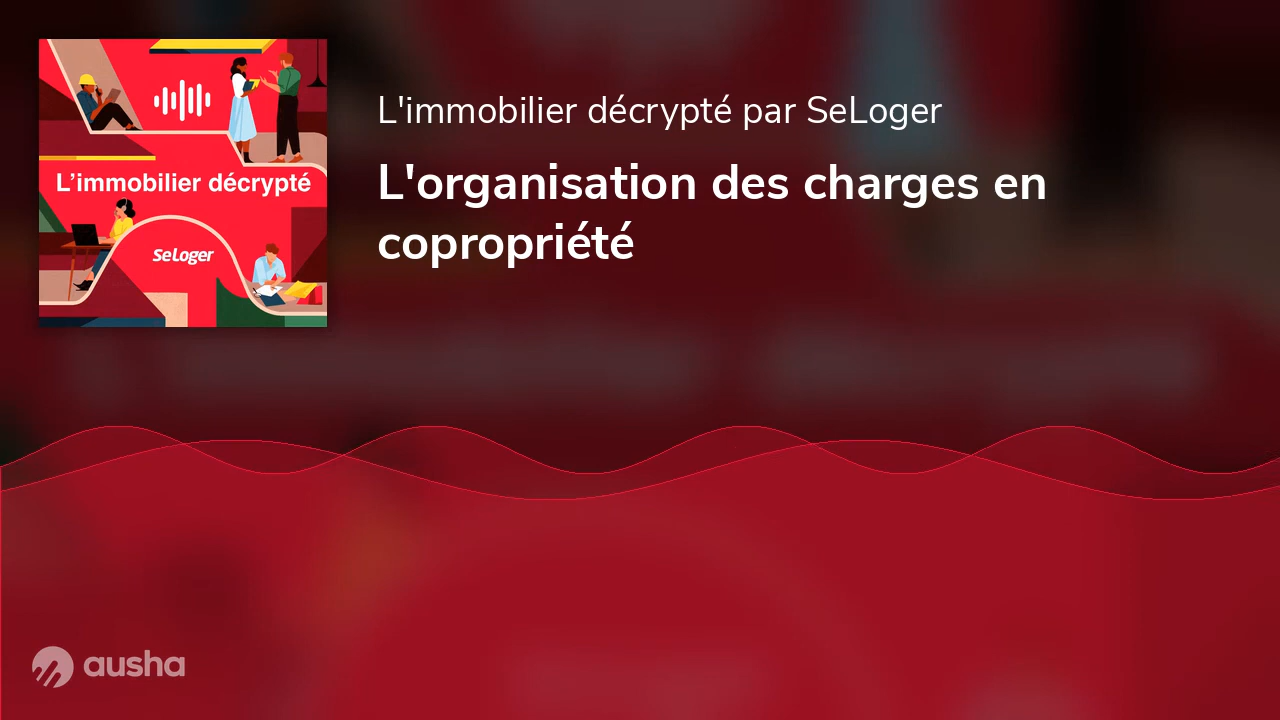 L'immobilier décrypté
SeLoger
L'immobilier décrypté par SeLoger
L'organisation des charges en
copropriété
ausha